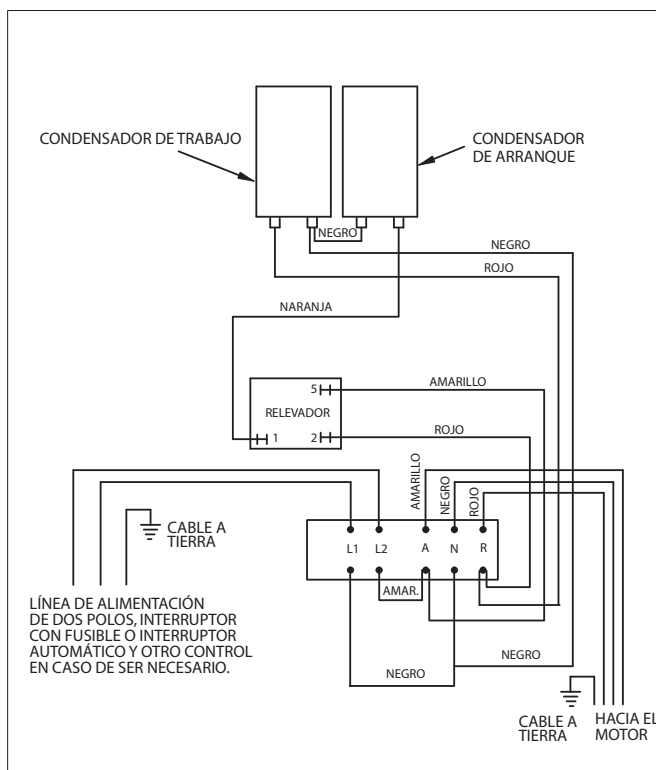 CONDENSADOR DE TRABAJO
CONDENSADOR
DE ARRANQUE
NEGRO
NEGRO
ROJO
NARANJA
5
AMARILLO
RELEVADOR
1
2
ROJO
AMARILLO
NEGRO
ROJO
CABLE A
TIERRA
L1 L2 A N R
AMAR.
LÍNEA DE ALIMENTACIÓN
DE DOS POLOS, INTERRUPTOR
CON FUSIBLE O INTERRUPTOR
AUTOMÁTICO Y OTRO CONTROL
EN CASO DE SER NECESARIO.
NEGRO
NEGRO
CABLE A
TIERRA
HACIA EL
MOTOR